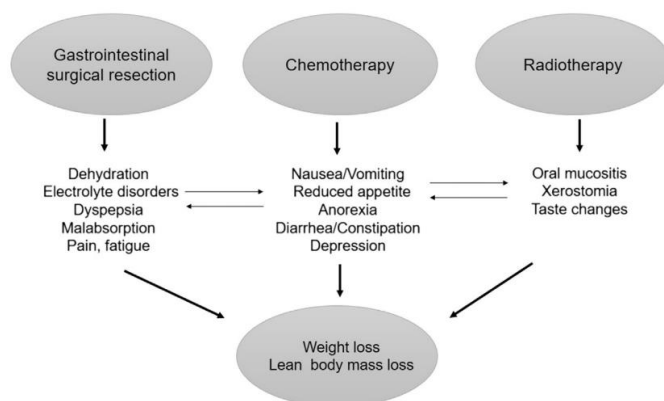 Gastrointestinal
surgical resection
Chemotherapy
Radiotherapy
Dehydration
Electrolyte disorders
Dyspepsia
Malabsorption
Pain, fatigue
Nausea/Vomiting
Reduced appetite
Anorexia
Diarrhea/Constipation
Depression
Oral mucositis
Xerostomia
Taste changes
Weight loss
Lean body mass loss